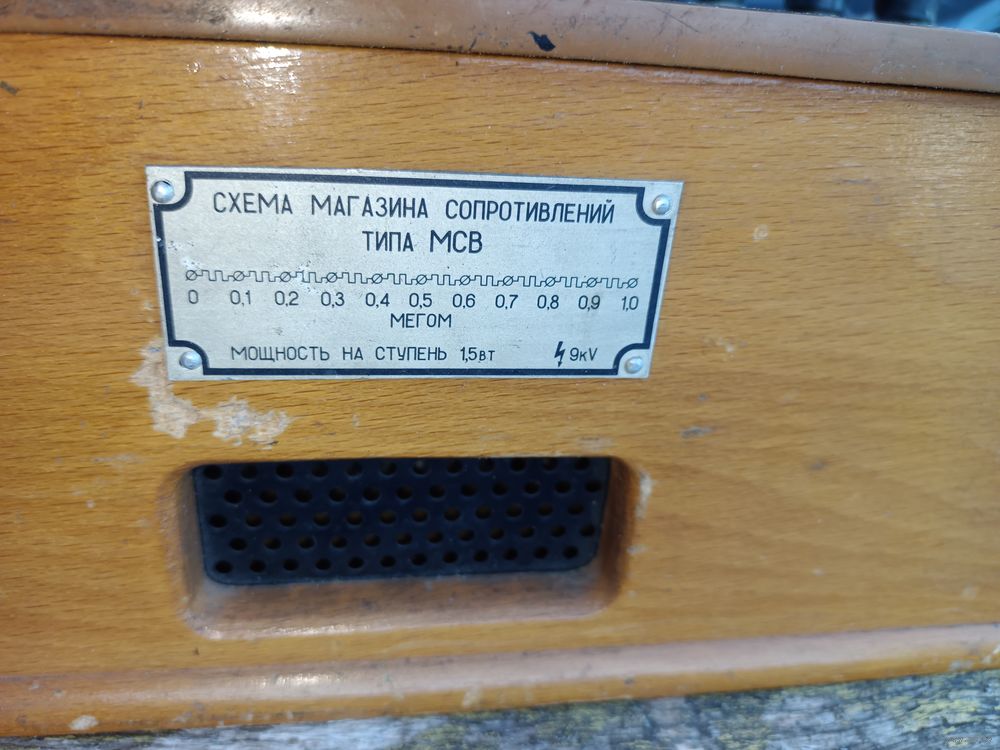 СХЕМА МАГАЗИНА СОПРОТИВЛЕНИЙ
ТИПА МСВ
0 0,1 0,2 0,3 0,4 0,5 0,6 0,7 0,8 0,9 1,0
МЕГОМ
МОЩНОСТЬ НА СТУПЕНЬ 1,5вт 9кV